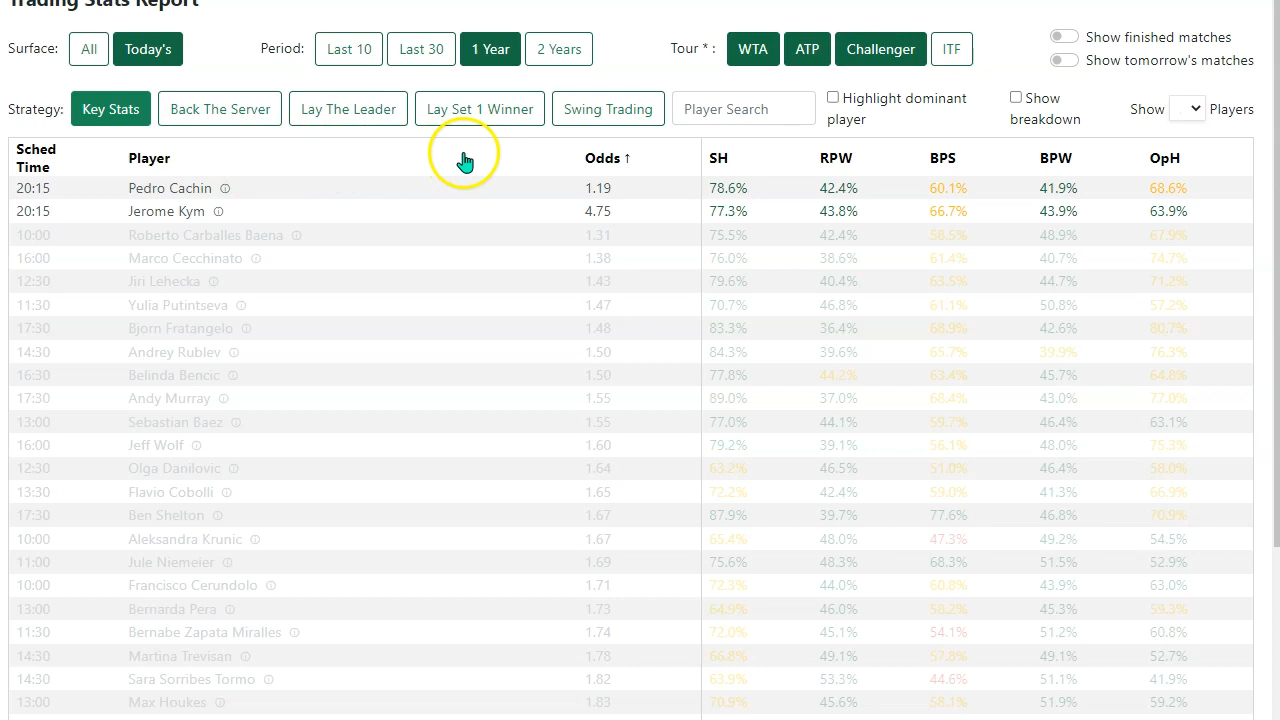 Trading Stats Report
Surface: All Today's Period: Last 10 Last 30 1 Year 2 Years Tour * : WTA ATP Challenger ITF Show finished matches
Show tomorrow's matches
Strategy: Key Stats Back The Server Lay The Leader Lay Set 1 Winner Swing Trading Player Search Highlight dominant player Show breakdown Show Players
Sched Time Player Odds ↑ SH RPW BPS BPW OpH
20:15 Pedro Cachin 1.19 78.6% 42.4% 60.1% 41.9% 68.6%
20:15 Jerome Kym 4.75 77.3% 43.8% 66.7% 43.9% 63.9%
10:00 Roberto Carballes Baena 1.31 75.5% 42.4% 58.5% 48.9% 67.9%
16:00 Marco Cecchinato 1.38 76.0% 38.6% 61.4% 40.7% 74.7%
12:30 Jiri Lehecka 1.43 79.6% 40.4% 63.5% 44.7% 71.2%
11:30 Yulia Putintseva 1.47 70.7% 46.8% 61.1% 50.8% 57.2%
17:30 Bjorn Fratangelo 1.48 83.3% 36.4% 68.9% 42.6% 80.7%
14:30 Andrey Rublev 1.50 84.3% 39.6% 65.7% 39.9% 76.3%
16:30 Belinda Bencic 1.50 77.8% 44.2% 63.4% 45.7% 64.8%
17:30 Andy Murray 1.55 89.0% 37.0% 68.4% 43.0% 77.0%
13:00 Sebastian Baez 1.55 77.0% 44.1% 59.7% 46.4% 63.1%
16:00 Jeff Wolf 1.60 79.2% 39.1% 56.1% 48.0% 75.3%
12:30 Olga Danilovic 1.64 63.2% 46.5% 51.0% 46.4% 58.0%
13:30 Flavio Cobolli 1.65 72.2% 42.4% 59.0% 41.3% 66.9%
17:30 Ben Shelton 1.67 87.9% 39.7% 77.6% 46.8% 70.9%
10:00 Aleksandra Krunic 1.67 65.4% 48.0% 47.3% 49.2% 54.5%
11:00 Jule Niemeier 1.69 75.6% 48.3% 68.3% 51.5% 52.9%
10:00 Francisco Cerundolo 1.71 72.3% 44.0% 60.8% 43.9% 63.0%
13:00 Bernarda Pera 1.73 64.9% 46.0% 58.2% 45.3% 59.3%
11:30 Bernabe Zapata Miralles 1.74 72.0% 45.1% 54.1% 51.2% 60.8%
14:30 Martina Trevisan 1.78 66.8% 49.1% 57.8% 49.1% 52.7%
14:30 Sara Sorribes Tormo 1.82 63.9% 53.3% 44.6% 51.1% 41.9%
13:00 Max Houkes 1.83 70.9% 45.6% 58.1% 51.9% 59.2%